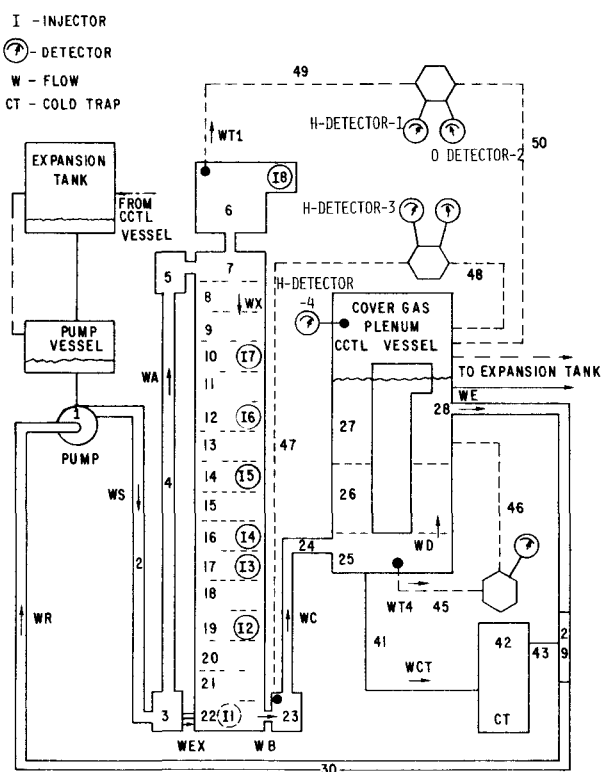 I - INJECTOR
- DETECTOR
W - FLOW
CT - COLD TRAP
EXPANSION
TANK
FROM
CCTL
VESSEL
PUMP
VESSEL
1
PUMP
WS
2
WR
WA
4
5
3
WT1
I8
6
7
8
WX
9
10
I7
11
12
I6
13
14
I5
15
16
I4
17
I3
18
19
I2
20
21
22
I1
WEX
WB
23
24
WC
47
49
H-DETECTOR-1
O DETECTOR-2
50
H-DETECTOR-3
48
H-DETECTOR
-4
COVER GAS
PLENUM
CCTL VESSEL
TO EXPANSION TANK
WE
28
27
26
25
WD
46
WT4
45
41
WCT
42
CT
43
2
9
30